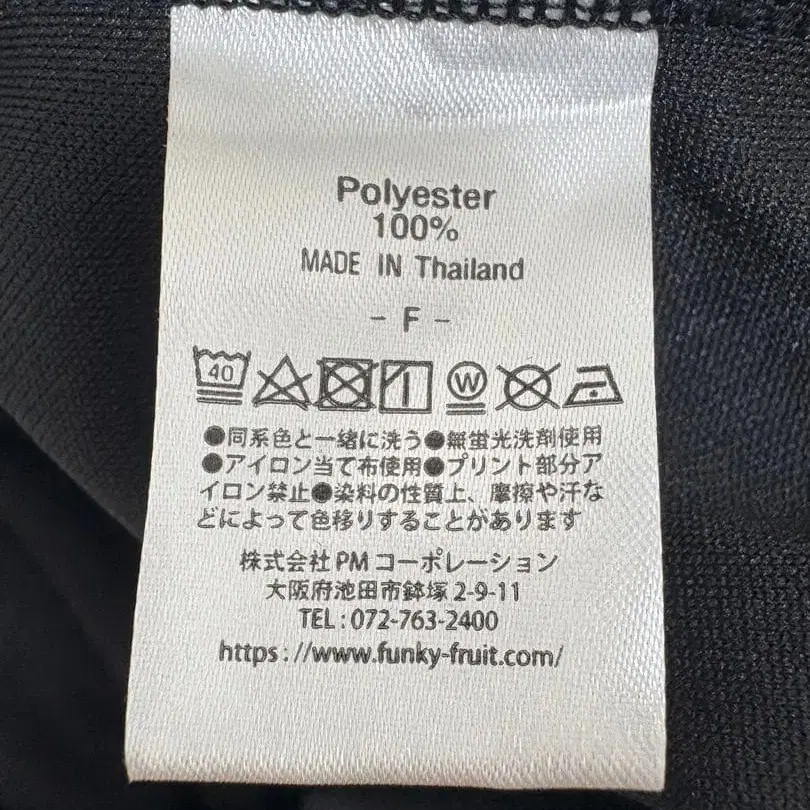 Polyester
100%
MADE IN Thailand
- F -
40 W
●同系色と一緒に洗う●無蛍光洗剤使用
●アイロン当て布使用●プリント部分ア
イロン禁止●染料の性質上、摩擦や汗な
どによって色移りすることがあります
株式会社PMコーポレーション
大阪府池田市鉢塚2-9-11
TEL:072-763-2400
https://www.funky-fruit.com/